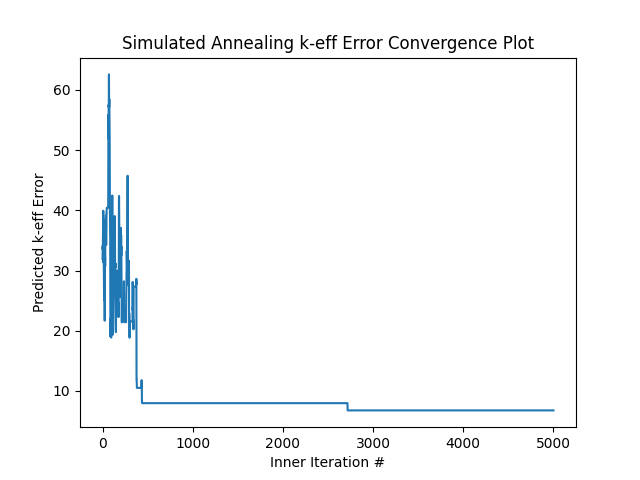 Simulated Annealing k-eff Error Convergence Plot
Predicted k-eff Error
60
50
40
30
20
10
0 1000 2000 3000 4000 5000
Inner Iteration #